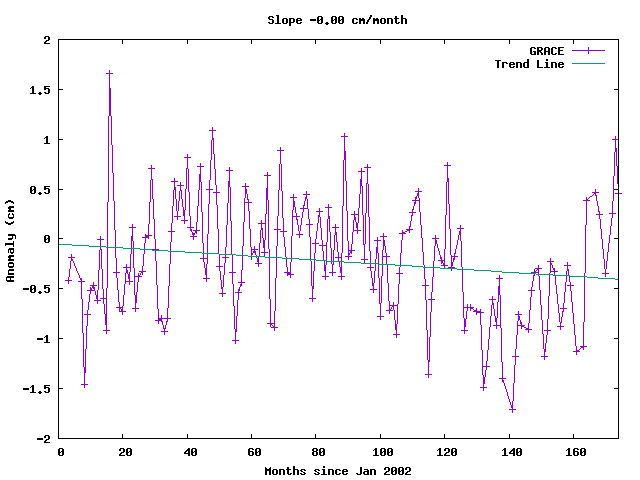 Slope -0.00 cm/month
GRACE
Trend Line
2
1.5
1
0.5
0
-0.5
-1
-1.5
-2
Anomaly (cm)
0 20 40 60 80 100 120 140 160
Months since Jan 2002